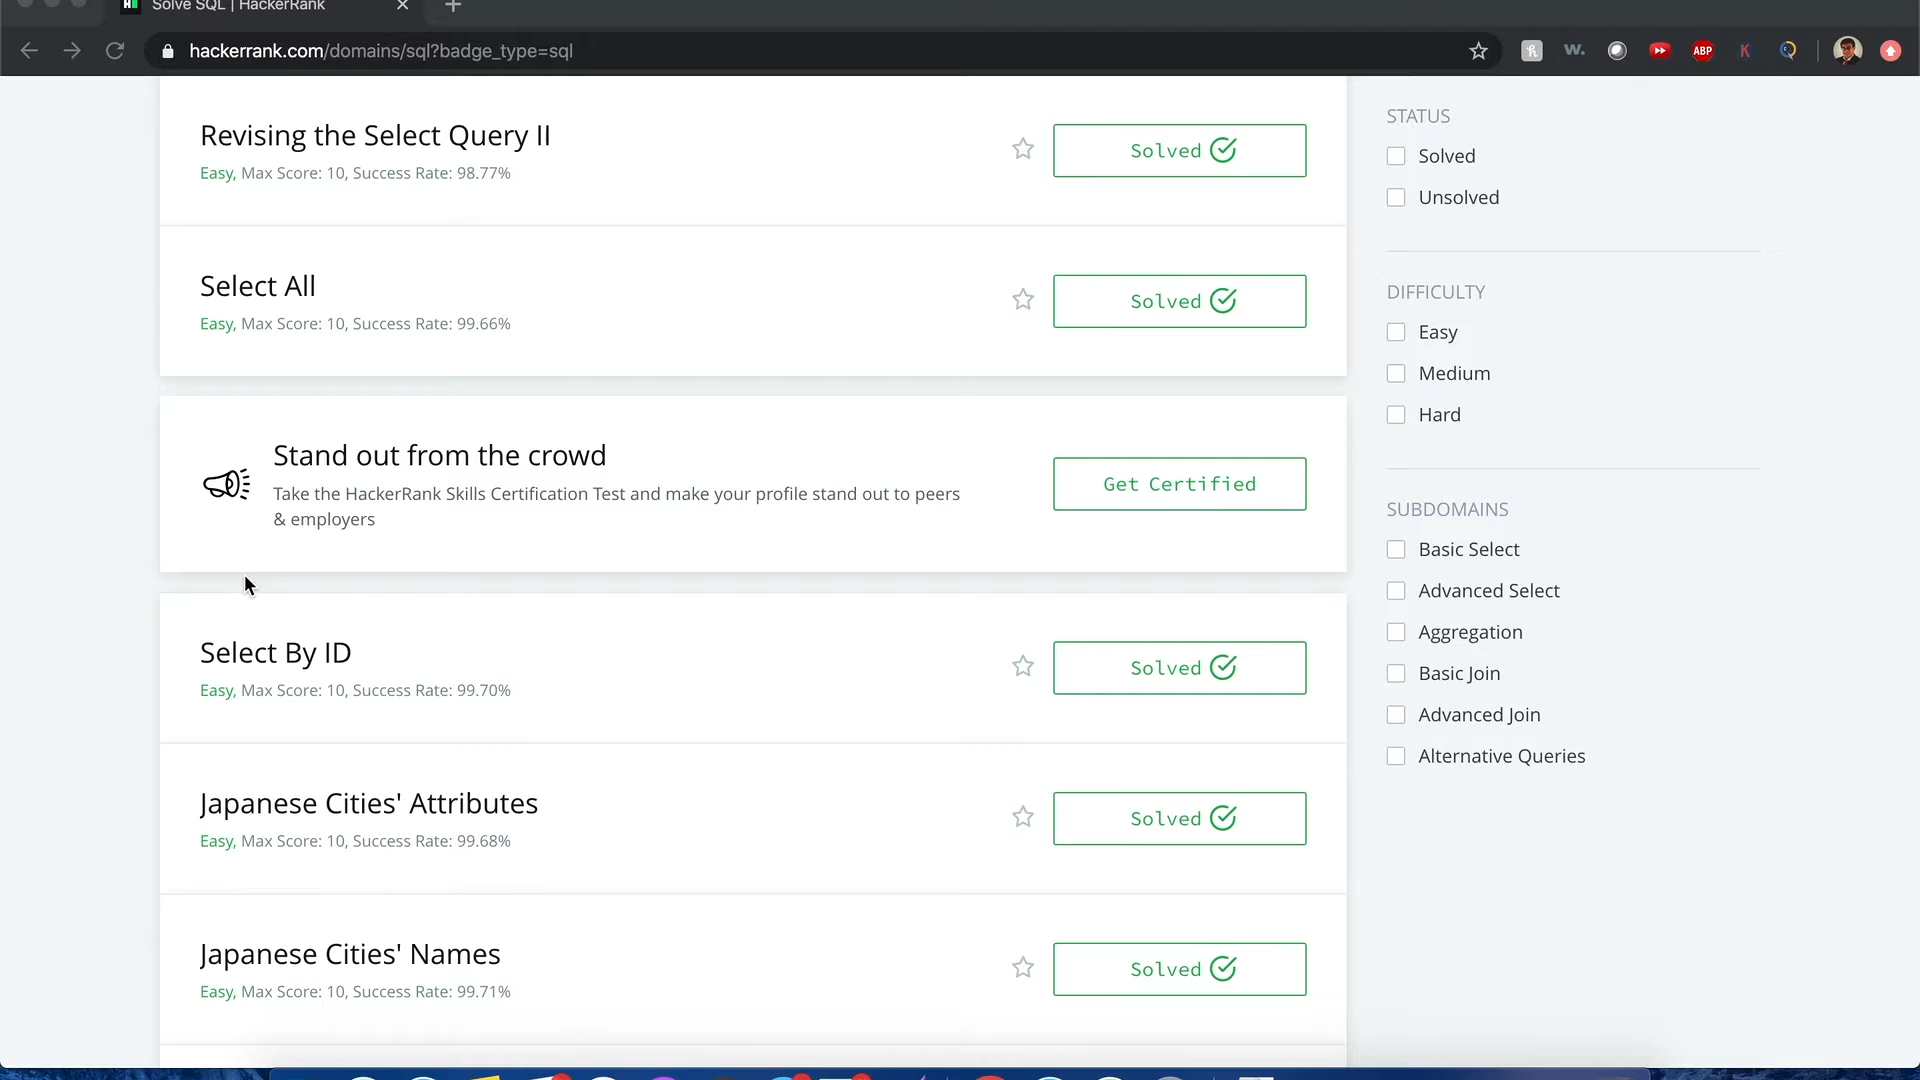 Solve SQL | HackerRank
hackerrank.com/domains/sql?badge_type=sql
W.
ABP
K
Revising the Select Query II
Easy, Max Score: 10, Success Rate: 98.77%
Solved
Select All
Easy, Max Score: 10, Success Rate: 99.66%
Solved
Stand out from the crowd
Take the HackerRank Skills Certification Test and make your profile stand out to peers
& employers
Get Certified
Select By ID
Easy, Max Score: 10, Success Rate: 99.70%
Solved
Japanese Cities' Attributes
Easy, Max Score: 10, Success Rate: 99.68%
Solved
Japanese Cities' Names
Easy, Max Score: 10, Success Rate: 99.71%
Solved
STATUS
Solved
Unsolved
DIFFICULTY
Easy
Medium
Hard
SUBDOMAINS
Basic Select
Advanced Select
Aggregation
Basic Join
Advanced Join
Alternative Queries